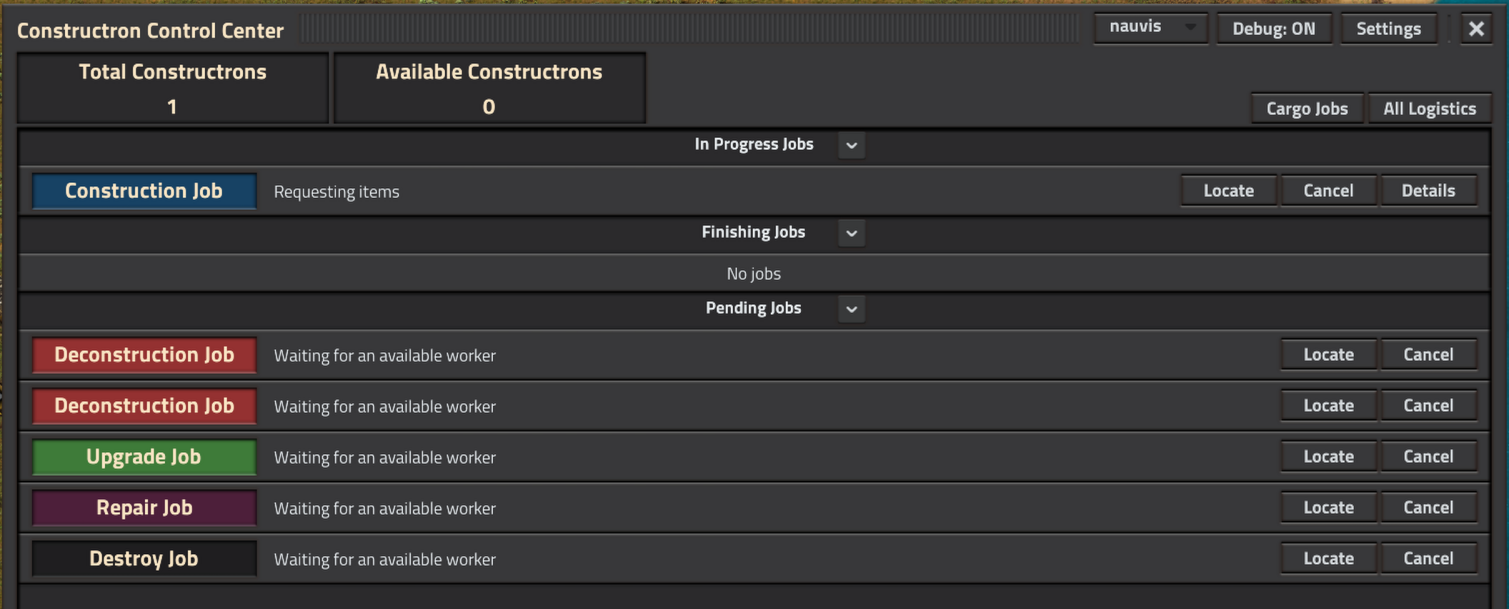 Constructron Control Center nauvis Debug: ON Settings
Total Constructrons Available Constructrons
1 0
Cargo Jobs All Logistics
In Progress Jobs
Construction Job Requesting items Locate Cancel Details
Finishing Jobs
No jobs
Pending Jobs
Deconstruction Job Waiting for an available worker Locate Cancel
Deconstruction Job Waiting for an available worker Locate Cancel
Upgrade Job Waiting for an available worker Locate Cancel
Repair Job Waiting for an available worker Locate Cancel
Destroy Job Waiting for an available worker Locate Cancel